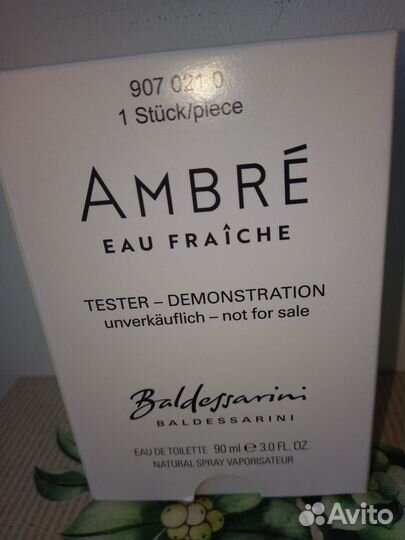 907 021 0
1 Stück/piece
AMBRÉ
EAU FRAÎCHE
TESTER – DEMONSTRATION
unverkäuflich – not for sale
Baldessarini
BALDESSARINI
EAU DE TOILETTE 90 ml ℮ 3.0 FL. OZ.
NATURAL SPRAY VAPORISATEUR
Avito